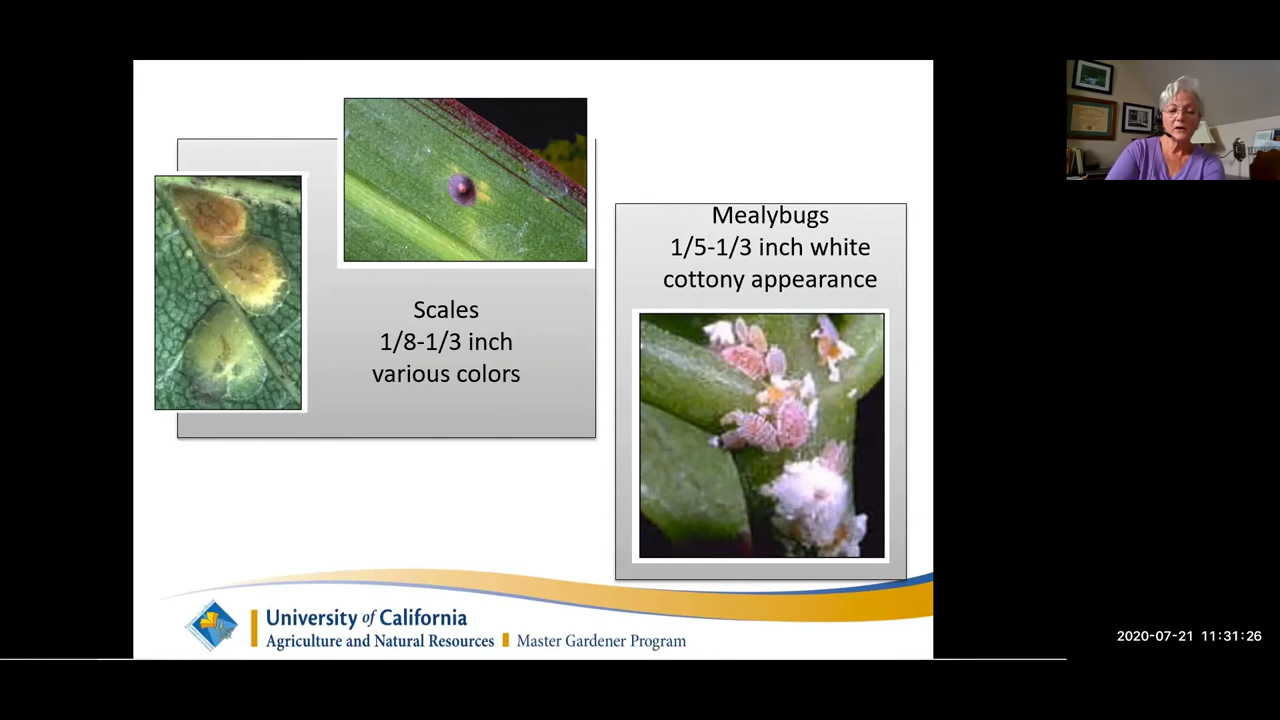 Scales
1/8-1/3 inch
various colors
Mealybugs
1/5-1/3 inch white
cottony appearance
University of California
Agriculture and Natural Resources
Master Gardener Program
2020-07-21 11:31:26